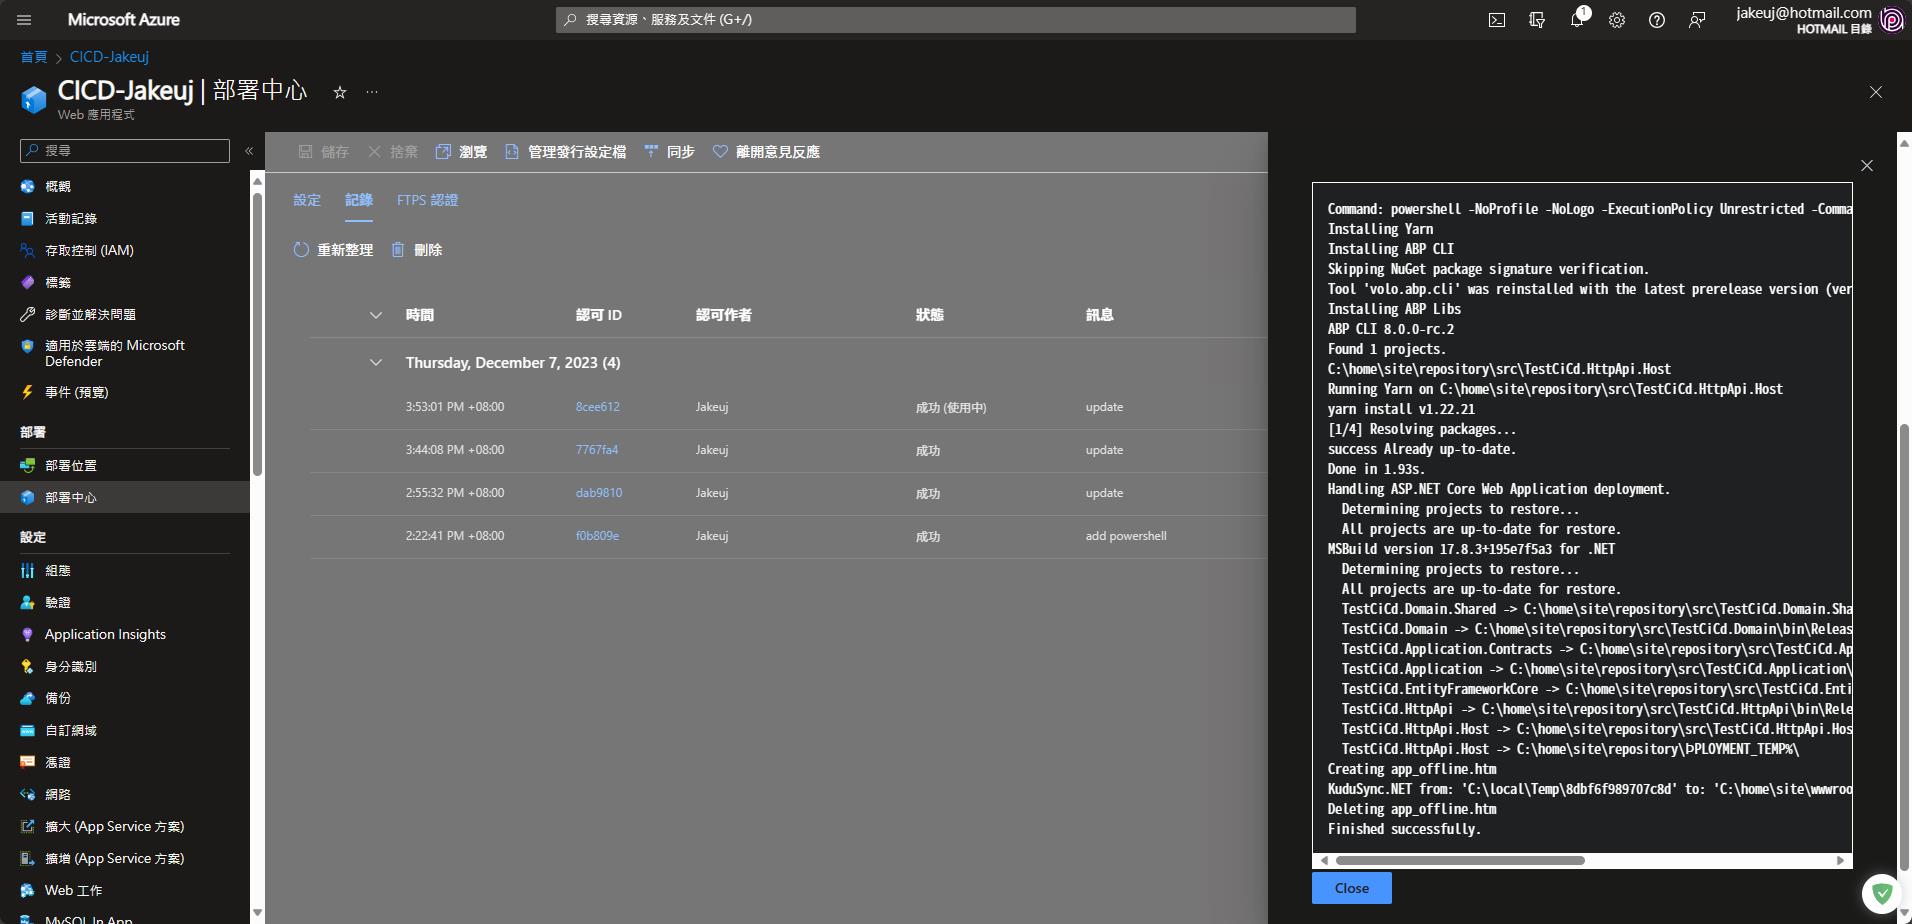 Microsoft Azure
搜尋資源、服務及文件 (G+/)
1
jakeuj@hotmail.com
HOTMAIL 目錄
首頁 > CICD-Jakeuj
CICD-Jakeuj | 部署中心
Web 應用程式
搜尋
概觀
活動記錄
存取控制 (IAM)
標籤
診斷並解決問題
適用於雲端的 Microsoft
Defender
事件 (預覽)
部署
部署位置
部署中心
設定
組態
驗證
Application Insights
身分識別
備份
自訂網域
憑證
網路
擴大 (App Service 方案)
擴增 (App Service 方案)
Web 工作
MySQL In App
儲存 捨棄 瀏覽 管理發行設定檔 同步 離開意見反應
設定 記錄 FTPS 認證
重新整理 刪除
時間 認可 ID 認可作者 狀態 訊息
Thursday, December 7, 2023 (4)
3:53:01 PM +08:00 8cee612 Jakeuj 成功 (使用中) update
3:44:08 PM +08:00 7767fa4 Jakeuj 成功 update
2:55:32 PM +08:00 dab9810 Jakeuj 成功 update
2:22:41 PM +08:00 f0b809e Jakeuj 成功 add powershell
Command: powershell -NoProfile -NoLogo -ExecutionPolicy Unrestricted -Comma
Installing Yarn
Installing ABP CLI
Skipping NuGet package signature verification.
Tool 'volo.abp.cli' was reinstalled with the latest prerelease version (ver
Installing ABP Libs
ABP CLI 8.0.0-rc.2
Found 1 projects.
C:\home\site\repository\src\TestCiCd.HttpApi.Host
Running Yarn on C:\home\site\repository\src\TestCiCd.HttpApi.Host
yarn install v1.22.21
[1/4] Resolving packages...
success Already up-to-date.
Done in 1.93s.
Handling ASP.NET Core Web Application deployment.
Determining projects to restore...
All projects are up-to-date for restore.
MSBuild version 17.8.3+195e7f5a3 for .NET
Determining projects to restore...
All projects are up-to-date for restore.
TestCiCd.Domain.Shared -> C:\home\site\repository\src\TestCiCd.Domain.Sha
TestCiCd.Domain -> C:\home\site\repository\src\TestCiCd.Domain\bin\Releas
TestCiCd.Application.Contracts -> C:\home\site\repository\src\TestCiCd.Ap
TestCiCd.Application -> C:\home\site\repository\src\TestCiCd.Application\
TestCiCd.EntityFrameworkCore -> C:\home\site\repository\src\TestCiCd.Enti
TestCiCd.HttpApi -> C:\home\site\repository\src\TestCiCd.HttpApi\bin\Rele
TestCiCd.HttpApi.Host -> C:\home\site\repository\src\TestCiCd.HttpApi.Hos
TestCiCd.HttpApi.Host -> C:\home\site\repository\ÞPLOYMENT_TEMP%\
Creating app_offline.htm
KuduSync.NET from: 'C:\local\Temp\8dbf6f989707c8d' to: 'C:\home\site\wwwroo
Deleting app_offline.htm
Finished successfully.
Close